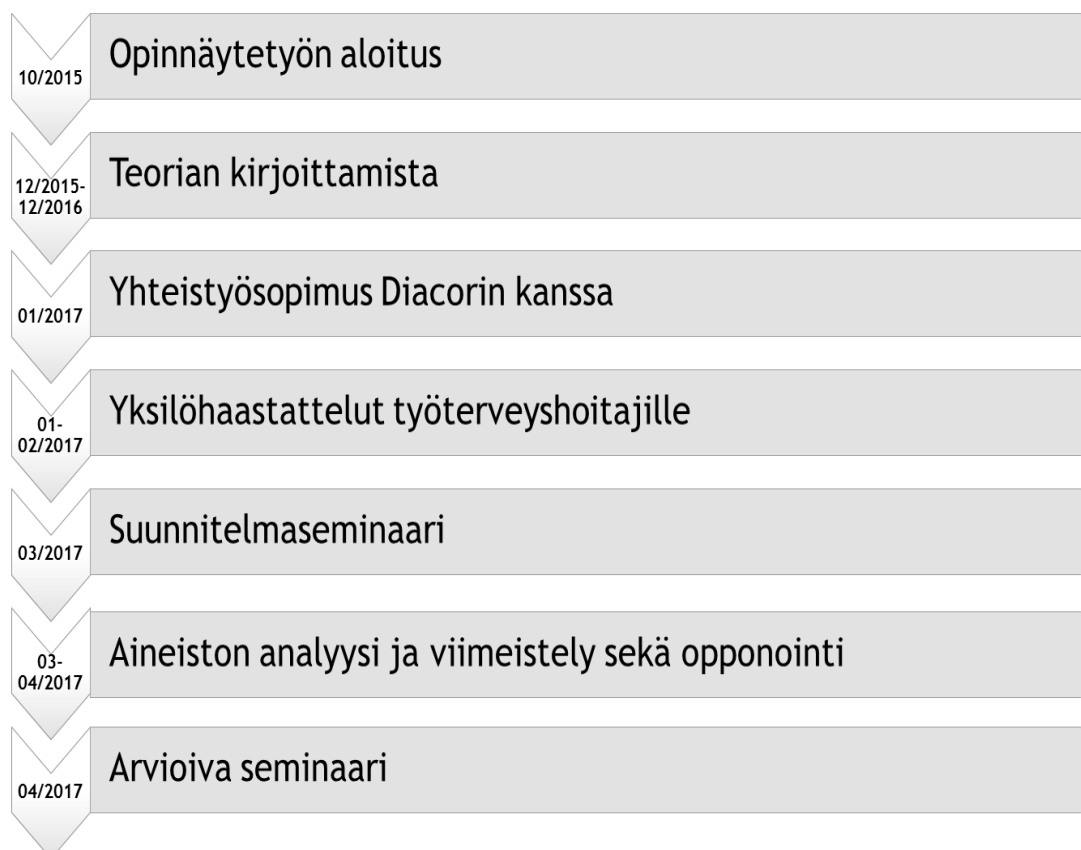 10/2015
Opinnäytetyön aloitus
12/2015-
12/2016
Teorian kirjoittamista
01/2017
Yhteistyösopimus Diacorin kanssa
01-
02/2017
Yksilöhaastattelut työterveyshoitajille
03/2017
Suunnitelmaseminaari
03-
04/2017
Aineiston analyysi ja viimeistely sekä opponointi
04/2017
Arvioiva seminaari